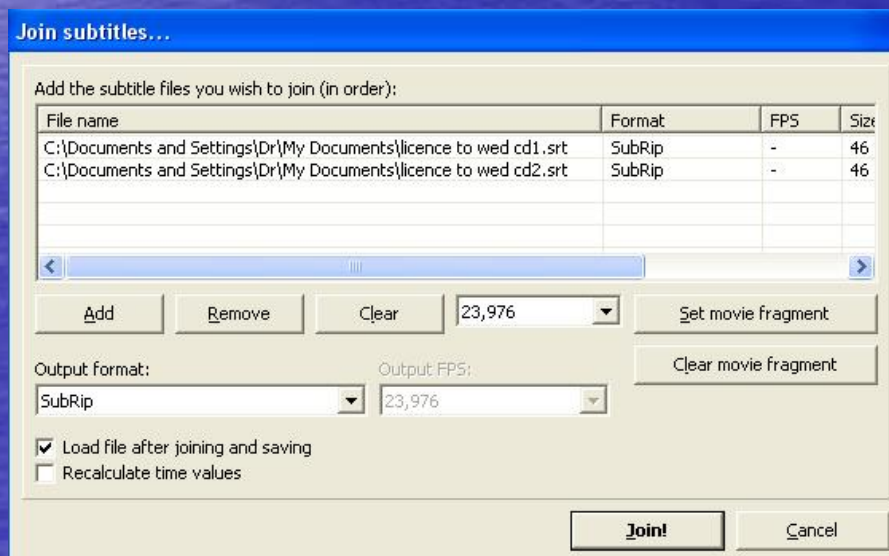 Join subtitles...
Add the subtitle files you wish to join (in order):
File name Format FPS Size
C:\Documents and Settings\Dr\My Documents\licence to wed cd1.srt SubRip - 46
C:\Documents and Settings\Dr\My Documents\licence to wed cd2.srt SubRip - 46
Add Remove Clear 23,976 Set movie fragment
Clear movie fragment
Output format: Output FPS:
SubRip 23,976
Load file after joining and saving
Recalculate time values
Join! Cancel